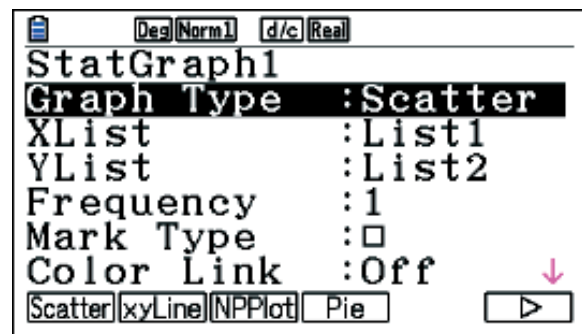 Deg Norm1 d/c Real
StatGraph1
Graph Type :Scatter
XList :List1
YList :List2
Frequency :1
Mark Type :□
Color Link :Off ↓
Scatter xyLine NPPlot Pie ▷